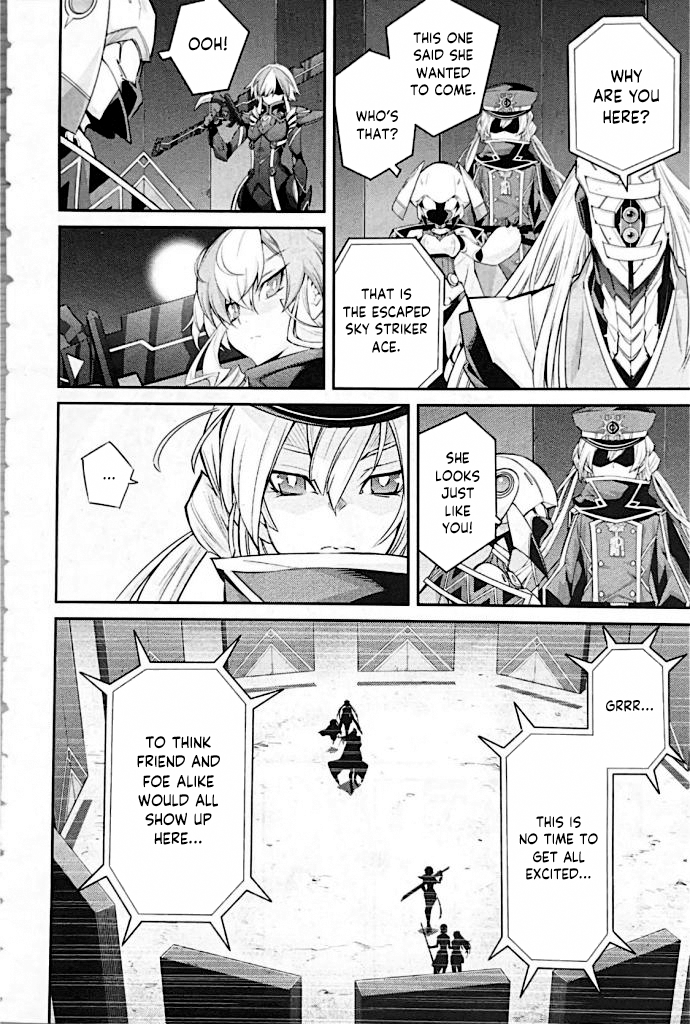 WHY
ARE YOU
HERE?
THIS ONE
SAID SHE
WANTED
TO COME.
WHO'S
THAT?
THAT IS
THE ESCAPED
SKY STRIKER
ACE.
OOH!
SHE
LOOKS
JUST
LIKE
YOU!
...
GRRR...
THIS IS
NO TIME TO
GET ALL
EXCITED...
TO THINK
FRIEND AND
FOE ALIKE
WOULD ALL
SHOW UP
HERE...